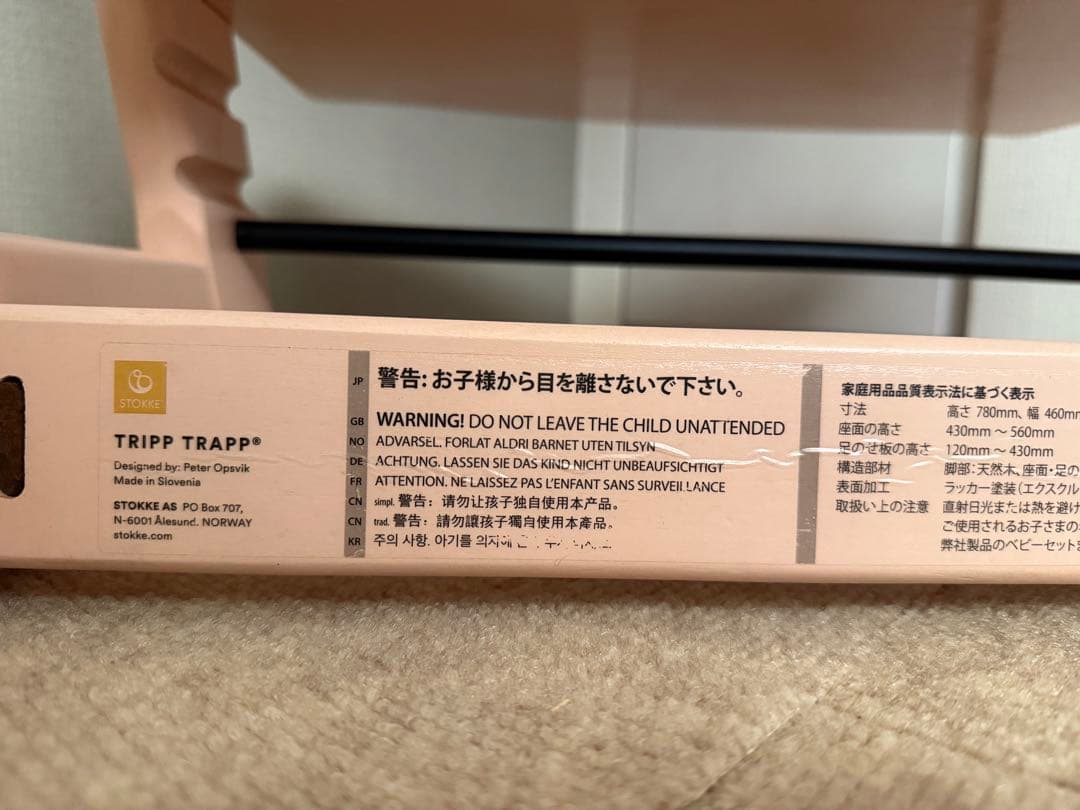 STOKKE
TRIPP TRAPP®
Designed by: Peter Opsvik
Made in Slovenia
STOKKE AS PO Box 707,
N-6001 Ålesund. NORWAY
stokke.com
JP 警告: お子様から目を離さないで下さい。
GB WARNING! DO NOT LEAVE THE CHILD UNATTENDED
NO ADVARSEL. FORLAT ALDRI BARNET UTEN TILSYN
DE ACHTUNG. LASSEN SIE DAS KIND NICHT UNBEAUFSICHTIGT
FR ATTENTION. NE LAISSEZ PAS L'ENFANT SANS SURVEILLANCE
CN simpl. 警告：请勿让孩子独自使用本产品。
CN trad. 警告：請勿讓孩子獨自使用本產品。
KR 주의 사항. 아기를 의자에
家庭用品品質表示法に基づく表示
寸法 高さ 780mm、幅 460mm
座面の高さ 430mm ～ 560mm
足のせ板の高さ 120mm ～ 430mm
構造部材 脚部：天然木、座面・足の
表面加工 ラッカー塗装（エクスクル
取扱い上の注意 直射日光または熱を避け
ご使用されるお子さまの
弊社製品のベビーセット